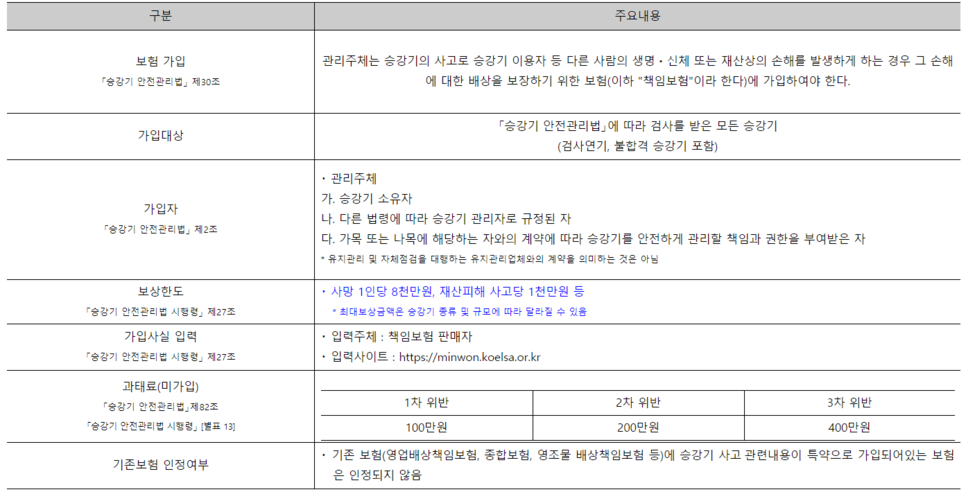 구분
주요내용
보험 가입
「승강기 안전관리법」 제30조
관리주체는 승강기의 사고로 승강기 이용자 등 다른 사람의 생명・신체 또는 재산상의 손해를 발생하게 하는 경우 그 손해
에 대한 배상을 보장하기 위한 보험(이하 "책임보험"이라 한다)에 가입하여야 한다.
가입대상
「승강기 안전관리법」에 따라 검사를 받은 모든 승강기
(검사연기, 불합격 승강기 포함)
가입자
「승강기 안전관리법」 제2조
・ 관리주체
가. 승강기 소유자
나. 다른 법령에 따라 승강기 관리자로 규정된 자
다. 가목 또는 나목에 해당하는 자와의 계약에 따라 승강기를 안전하게 관리할 책임과 권한을 부여받은 자
* 유지관리 및 자체점검을 대행하는 유지관리업체와의 계약을 의미하는 것은 아님
보상한도
「승강기 안전관리법 시행령」 제27조
・ 사망 1인당 8천만원, 재산피해 사고당 1천만원 등
* 최대보상금액은 승강기 종류 및 규모에 따라 달라질 수 있음
가입사실 입력
「승강기 안전관리법 시행령」 제27조
・ 입력주체 : 책임보험 판매자
・ 입력사이트 : https://minwon.koelsa.or.kr
과태료(미가입)
「승강기 안전관리법」제82조
「승강기 안전관리법 시행령」 [별표 13]
1차 위반
2차 위반
3차 위반
100만원
200만원
400만원
기존보험 인정여부
・ 기존 보험(영업배상책임보험, 종합보험, 영조물 배상책임보험 등)에 승강기 사고 관련내용이 특약으로 가입되어있는 보험
은 인정되지 않음